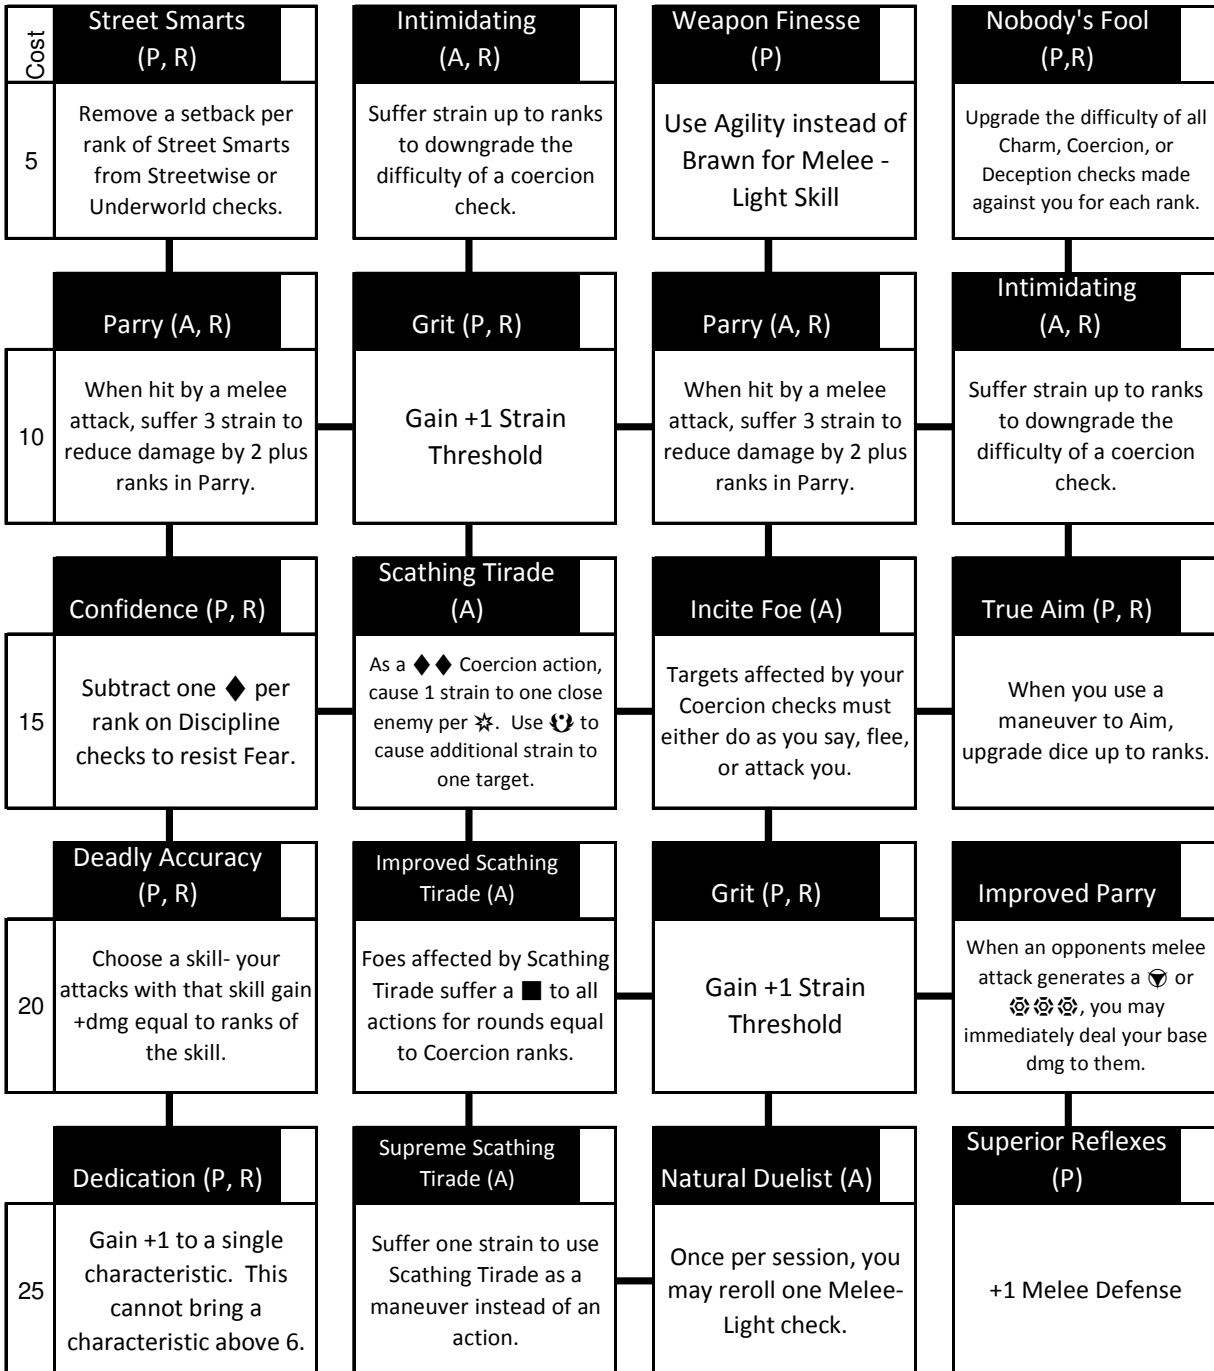 Cost
Street Smarts
(P, R)
Intimidating
(A, R)
Weapon Finesse
(P)
Nobody's Fool
(P,R)
5
Remove a setback per
rank of Street Smarts
from Streetwise or
Underworld checks.
Suffer strain up to ranks
to downgrade the
difficulty of a coercion
check.
Use Agility instead of
Brawn for Melee -
Light Skill
Upgrade the difficulty of all
Charm, Coercion, or
Deception checks made
against you for each rank.
Parry (A, R)
Grit (P, R)
Parry (A, R)
Intimidating
(A, R)
10
When hit by a melee
attack, suffer 3 strain to
reduce damage by 2 plus
ranks in Parry.
Gain +1 Strain
Threshold
When hit by a melee
attack, suffer 3 strain to
reduce damage by 2 plus
ranks in Parry.
Suffer strain up to ranks
to downgrade the
difficulty of a coercion
check.
Confidence (P, R)
Scathing Tirade
(A)
Incite Foe (A)
True Aim (P, R)
15
Subtract one ♦ per
rank on Discipline
checks to resist Fear.
As a ♦♦ Coercion action,
cause 1 strain to one close
enemy per . Use to
cause additional strain to
one target.
Targets affected by your
Coercion checks must
either do as you say, flee,
or attack you.
When you use a
maneuver to Aim,
upgrade dice up to ranks.
Deadly Accuracy
(P, R)
Improved Scathing
Tirade (A)
Grit (P, R)
Improved Parry
20
Choose a skill- your
attacks with that skill gain
+dmg equal to ranks of
the skill.
Foes affected by Scathing
Tirade suffer a ■ to all
actions for rounds equal
to Coercion ranks.
Gain +1 Strain
Threshold
When an opponents melee
attack generates a or
, you may
immediately deal your base
dmg to them.
Dedication (P, R)
Supreme Scathing
Tirade (A)
Natural Duelist (A)
Superior Reflexes
(P)
25
Gain +1 to a single
characteristic. This
cannot bring a
characteristic above 6.
Suffer one strain to use
Scathing Tirade as a
maneuver instead of an
action.
Once per session, you
may reroll one Melee-
Light check.
+1 Melee Defense